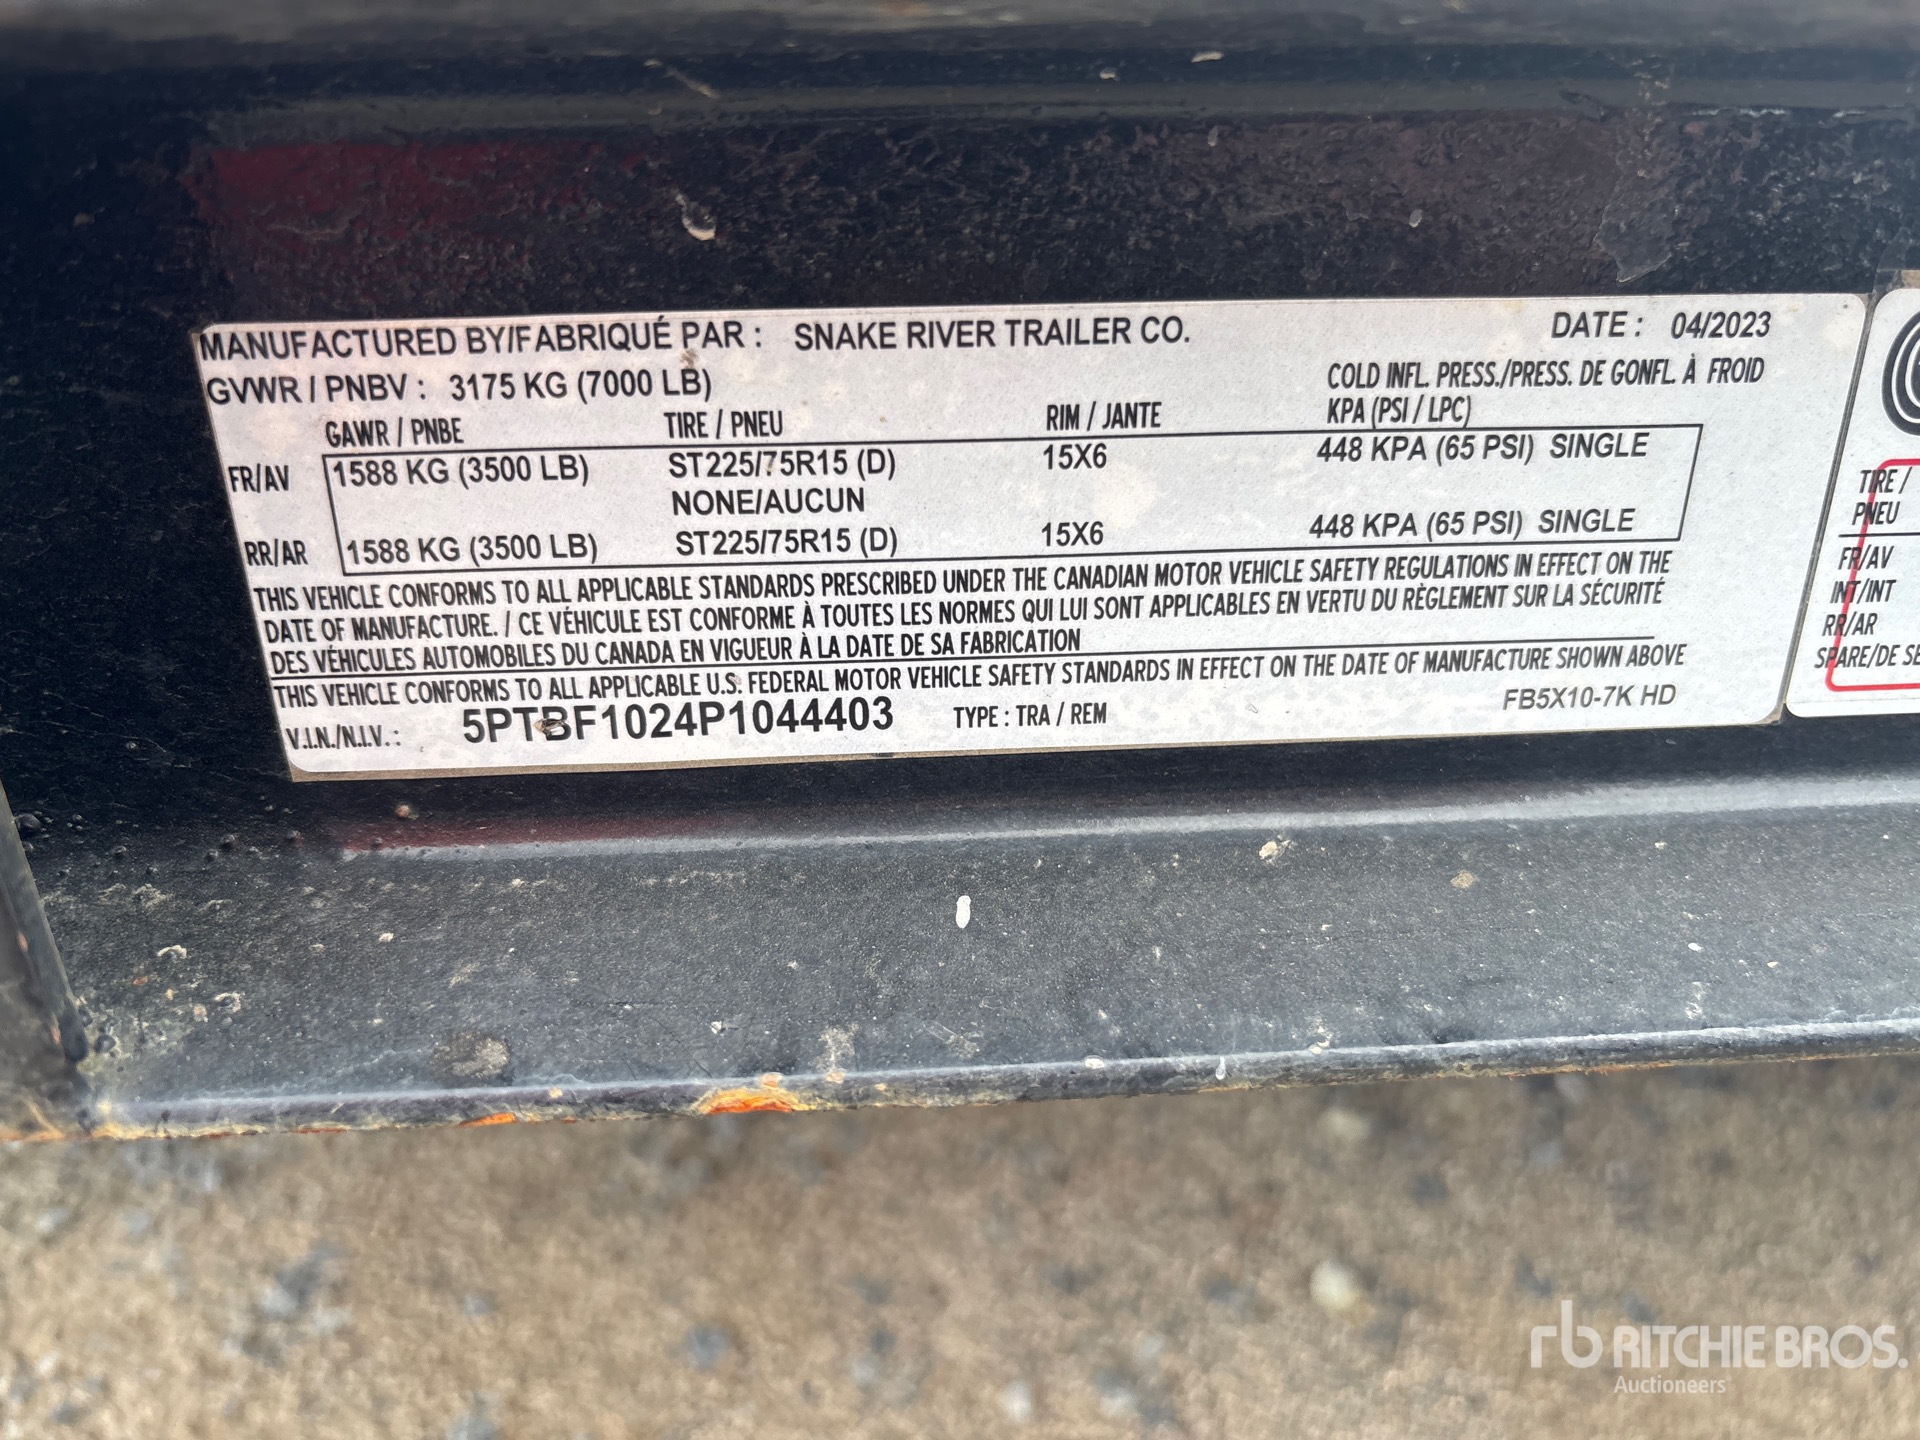 MANUFACTURED BY/FABRIQUÉ PAR : SNAKE RIVER TRAILER CO. DATE : 04/2023
GVWR / PNBV : 3175 KG (7000 LB)
COLD INFL. PRESS./PRESS. DE GONFL. À FROID
GAWR / PNBE TIRE / PNEU RIM / JANTE KPA (PSI / LPC)
FR/AV 1588 KG (3500 LB) ST225/75R15 (D) 15X6 448 KPA (65 PSI) SINGLE
NONE/AUCUN
RR/AR 1588 KG (3500 LB) ST225/75R15 (D) 15X6 448 KPA (65 PSI) SINGLE
THIS VEHICLE CONFORMS TO ALL APPLICABLE STANDARDS PRESCRIBED UNDER THE CANADIAN MOTOR VEHICLE SAFETY REGULATIONS IN EFFECT ON THE
DATE OF MANUFACTURE. / CE VÉHICULE EST CONFORME À TOUTES LES NORMES QUI LUI SONT APPLICABLES EN VERTU DU RÈGLEMENT SUR LA SÉCURITÉ
DES VÉHICULES AUTOMOBILES DU CANADA EN VIGUEUR À LA DATE DE SA FABRICATION
THIS VEHICLE CONFORMS TO ALL APPLICABLE U.S. FEDERAL MOTOR VEHICLE SAFETY STANDARDS IN EFFECT ON THE DATE OF MANUFACTURE SHOWN ABOVE
V.I.N./N.I.V. : 5PTBF1024P1044403 TYPE : TRA / REM FB5X10-7K HD
TIRE /
PNEU
FR/AV
INT/INT
RR/AR
SPARE/DE
rb RITCHIE BROS.
Auctioneers